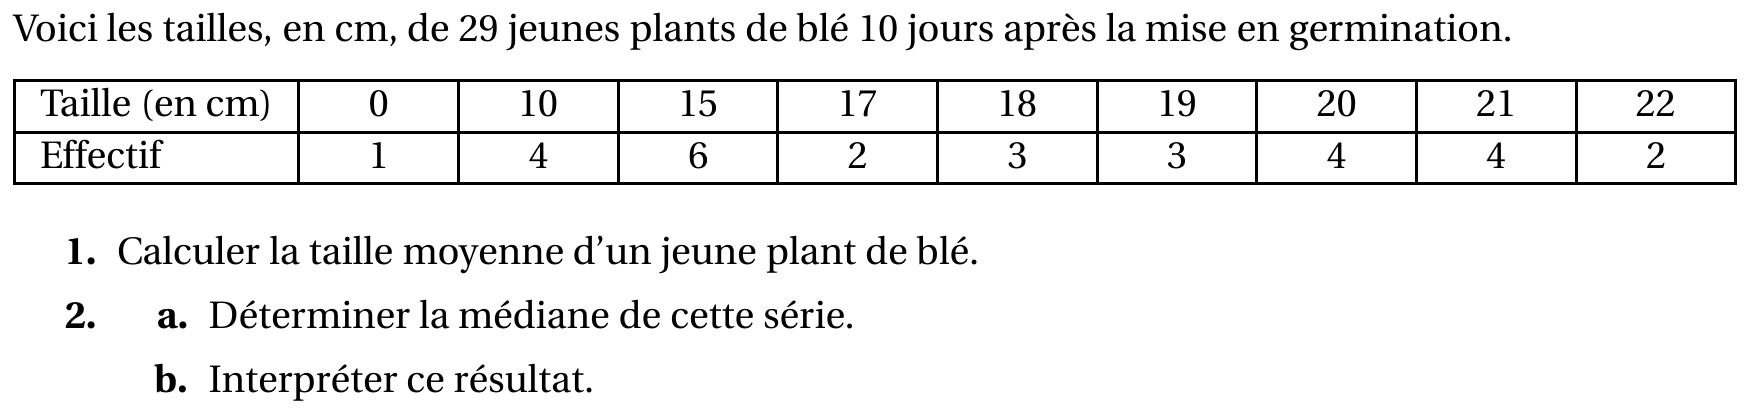 Voici les tailles, en cm, de 29 jeunes plants de blé 10 jours après la mise en germination.
Taille (en cm) 0 10 15 17 18 19 20 21 22
Effectif 1 4 6 2 3 3 4 4 2
1. Calculer la taille moyenne d'un jeune plant de blé.
2. a. Déterminer la médiane de cette série.
b. Interpréter ce résultat.